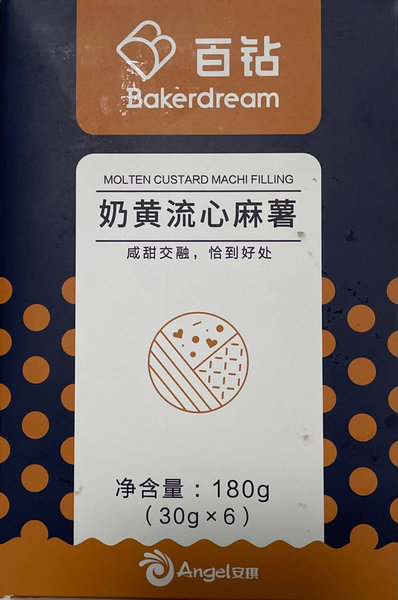 百钻
Bakerdream
MOLTEN CUSTARD MACHI FILLING
奶黄流心麻薯
咸甜交融，恰到好处
净含量：180g
（30g×6）
Angel安琪